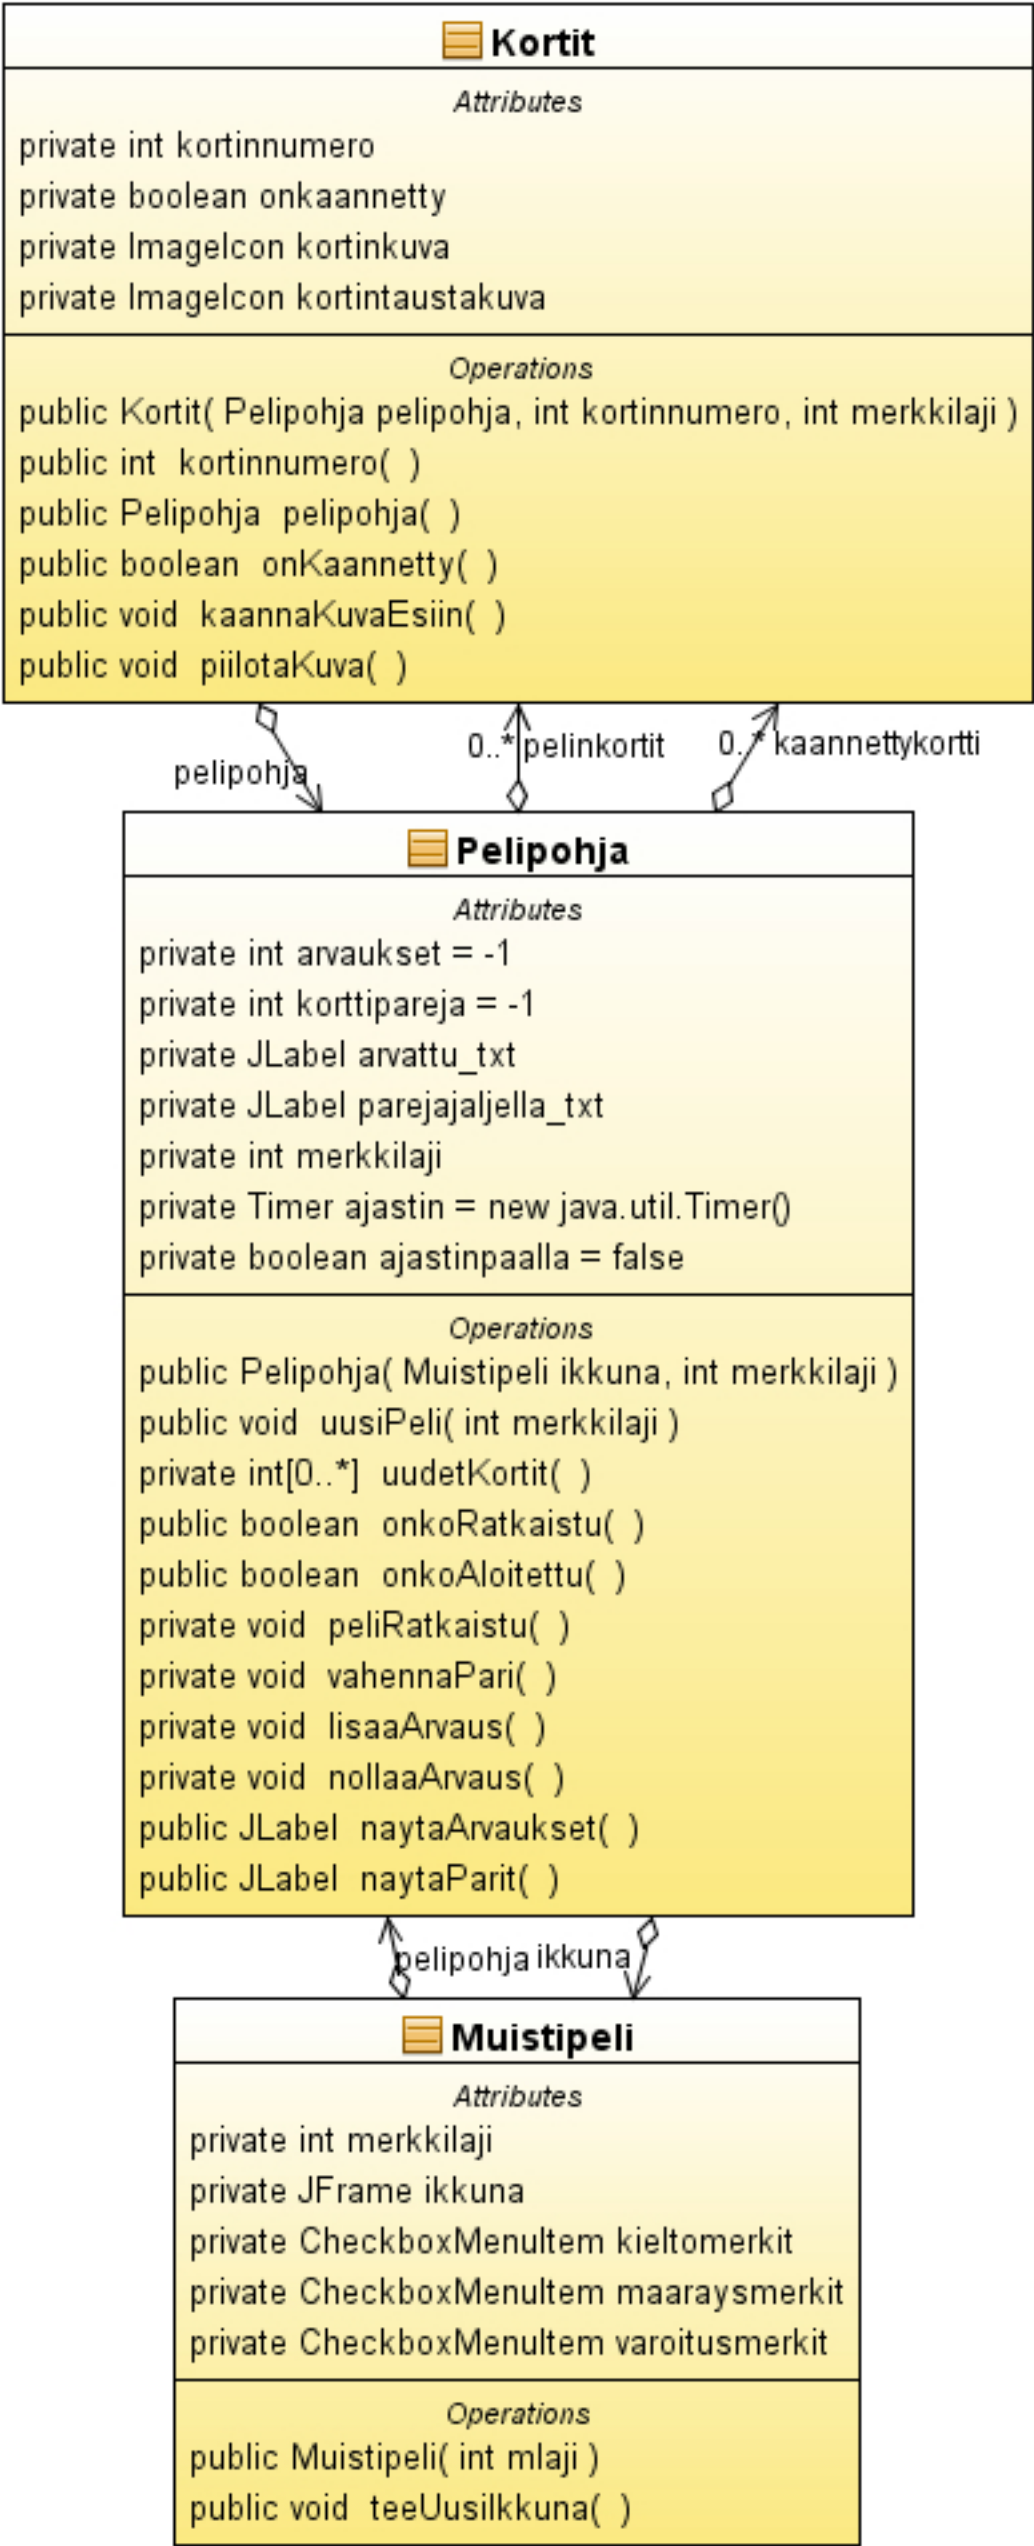 Kortit
Attributes
private int kortinnumero
private boolean onkaannetty
private ImageIcon kortinkuva
private ImageIcon kortintaustakuva
Operations
public Kortit( Pelipohja pelipohja, int kortinnumero, int merkkilaji )
public int  kortinnumero(  )
public Pelipohja  pelipohja(  )
public boolean  onKaannetty(  )
public void  kaannaKuvaEsiin(  )
public void  piilotaKuva(  )
0..* pelinkortit
0..* kaannettykortti
pelipohja
Pelipohja
Attributes
private int arvaukset = -1
private int korttipareja = -1
private JLabel arvattu_txt
private JLabel parejajaljella_txt
private int merkkilaji
private Timer ajastin = new java.util.Timer()
private boolean ajastinpaalla = false
Operations
public Pelipohja( Muistipeli ikkuna, int merkkilaji )
public void  uusiPeli( int merkkilaji )
private int[0..*]  uudetKortit(  )
public boolean  onkoRatkaistu(  )
public boolean  onkoAloitettu(  )
private void  peliRatkaistu(  )
private void  vahennaPari(  )
private void  lisaaArvaus(  )
private void  nollaaArvaus(  )
public JLabel  naytaArvaukset(  )
public JLabel  naytaParit(  )
pelipohja ikkuna
Muistipeli
Attributes
private int merkkilaji
private JFrame ikkuna
private CheckboxMenuItem kieltomerkit
private CheckboxMenuItem maaraysmerkit
private CheckboxMenuItem varoitusmerkit
Operations
public Muistipeli( int mlaji )
public void  teeUusiIkkuna(  )